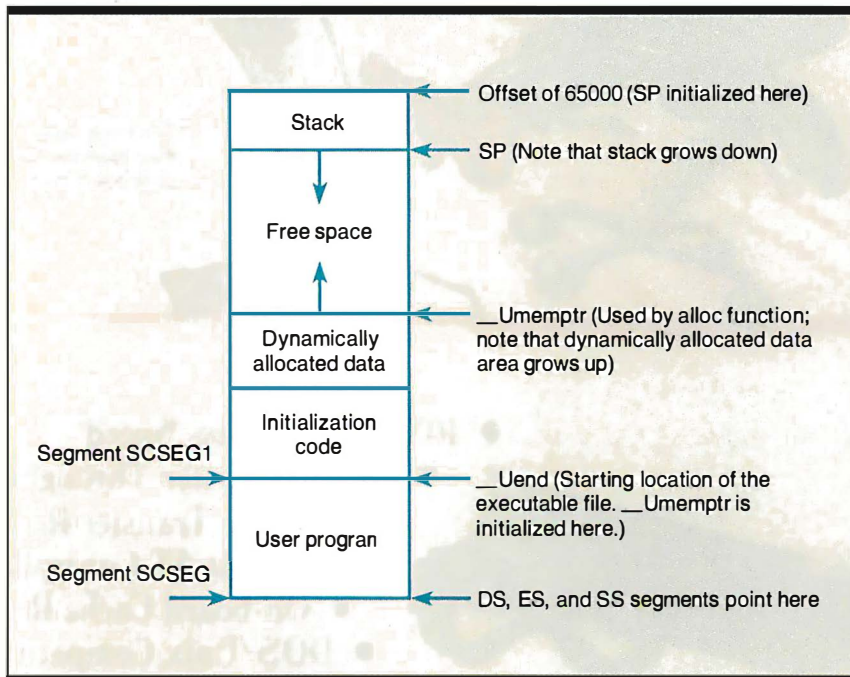 Offset of 65000 (SP initialized here)
Stack
SP (Note that stack grows down)
Free space
__Umemptr (Used by alloc function;
note that dynamically allocated data
area grows up)
Dynamically
allocated data
Initialization
code
Segment SCSEG1
__Uend (Starting location of the
executable file. __Umemptr is
initialized here.)
User progran
Segment SCSEG
DS, ES, and SS segments point here